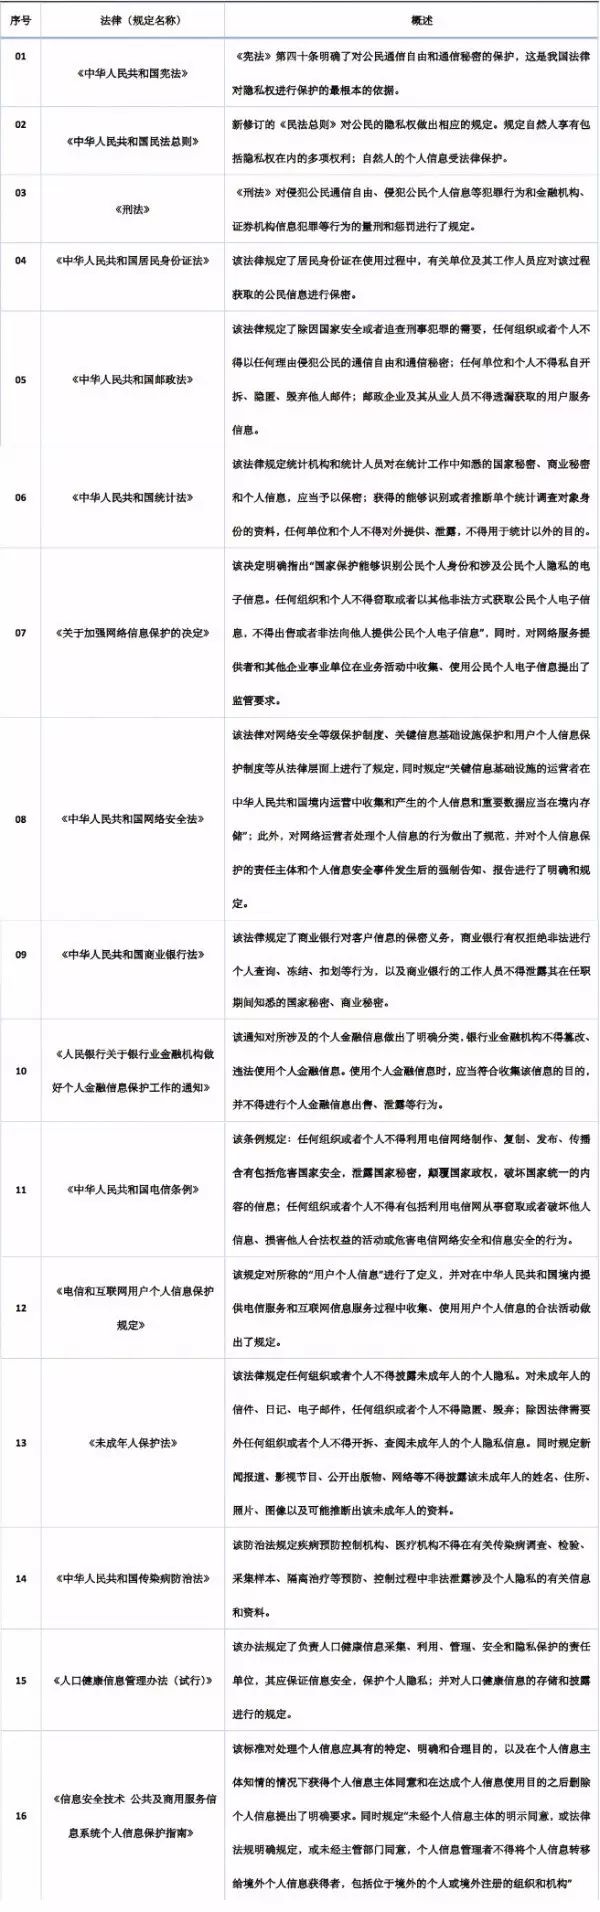 序号 法律（规定名称） 概述
01 《中华人民共和国宪法》
《宪法》第四十条明确了对公民通信自由和通信秘密的保护，这是我国法律
对隐私权进行保护的最根本的依据。
02 《中华人民共和国民法总则》
新修订的《民法总则》对公民的隐私权做出相应的规定。规定自然人享有包
括隐私权在内的多项权利；自然人的个人信息受法律保护。
03 《刑法》
《刑法》对侵犯公民通信自由、侵犯公民个人信息等犯罪行为和金融机构、
证券机构信息犯罪等行为的量刑和惩罚进行了规定。
04 《中华人民共和国居民身份证法》
该法律规定了居民身份证在使用过程中，有关单位及其工作人员应对该过程
获取的公民信息进行保密。
05 《中华人民共和国邮政法》
该法律规定了除因国家安全或者追查刑事犯罪的需要，任何组织或者个人不
得以任何理由侵犯公民的通信自由和通信秘密；任何单位和个人不得私自开
拆、隐匿、毁弃他人邮件；邮政企业及其从业人员不得透漏获取的用户服务
信息。
06 《中华人民共和国统计法》
该法律规定统计机构和统计人员对在统计工作中知悉的国家秘密、商业秘密
和个人信息，应当予以保密；获得的能够识别或者推断单个统计调查对象身
份的资料，任何单位和个人不得对外提供、泄露，不得用于统计以外的目的。
07 《关于加强网络信息保护的决定》
该决定明确指出“国家保护能够识别公民个人身份和涉及公民个人隐私的电
子信息。任何组织和个人不得窃取或者以其他非法方式获取公民个人电子信
息，不得出售或者非法向他人提供公民个人电子信息”，同时，对网络服务提
供者和其他企业事业单位在业务活动中收集、使用公民个人电子信息提出了
监管要求。
08 《中华人民共和国网络安全法》
该法律对网络安全等级保护制度、关键信息基础设施保护和用户个人信息保
护制度等从法律层面上进行了规定，同时规定“关键信息基础设施的运营者在
中华人民共和国境内运营中收集和产生的个人信息和重要数据应当在境内存
储”；此外，对网络运营者处理个人信息的行为做出了规范，并对个人信息保
护的责任主体和个人信息安全事件发生后的强制告知、报告进行了明确和规
定。
09 《中华人民共和国商业银行法》
该法律规定了商业银行对客户信息的保密义务，商业银行有权拒绝非法进行
个人查询、冻结、扣划等行为，以及商业银行的工作人员不得泄露其在任职
期间知悉的国家秘密、商业秘密。
10 《人民银行关于银行业金融机构做
好个人金融信息保护工作的通知》
该通知对所涉及的个人金融信息做出了明确分类，银行业金融机构不得篡改、
违法使用个人金融信息。使用个人金融信息时，应当符合收集该信息的目的，
并不得进行个人金融信息出售、泄露等行为。
11 《中华人民共和国电信条例》
该条例规定：任何组织或者个人不得利用电信网络制作、复制、发布、传播
含有包括危害国家安全，泄露国家秘密，颠覆国家政权，破坏国家统一的内
容的信息；任何组织或者个人不得有包括利用电信网从事窃取或者破坏他人
信息、损害他人合法权益的活动或危害电信网络安全和信息安全的行为。
12 《电信和互联网用户个人信息保护
规定》
该规定对所称的“用户个人信息”进行了定义，并对在中华人民共和国境内提
供电信服务和互联网信息服务过程中收集、使用用户个人信息的合法活动做
出了规定。
13 《未成年人保护法》
该法律规定任何组织或者个人不得披露未成年人的个人隐私。对未成年人的
信件、日记、电子邮件，任何组织或者个人不得隐匿、毁弃；除因法律需要
外任何组织或者个人不得开拆、查阅未成年人的个人隐私信息。同时规定新
闻报道、影视节目、公开出版物、网络等不得披露该未成年人的姓名、住所、
照片、图像以及可能推断出该未成年人的资料。
14 《中华人民共和国传染病防治法》
该防治法规定疾病预防控制机构、医疗机构不得在有关传染病调查、检验、
采集样本、隔离治疗等预防、控制过程中非法泄露涉及个人隐私的有关信息
和资料。
15 《人口健康信息管理办法（试行）》
该办法规定了负责人口健康信息采集、利用、管理、安全和隐私保护的责任
单位，其应保证信息安全，保护个人隐私；并对人口健康信息的存储和披露
进行的规定。
16 《信息安全技术 公共及商用服务信
息系统个人信息保护指南》
该标准对处理个人信息应具有的特定、明确和合理目的，以及在个人信息主
体知情的情况下获得个人信息主体同意和在达成个人信息使用目的之后删除
个人信息提出了明确要求。同时规定“未经个人信息主体的明示同意，或法律
法规明确规定，或未经主管部门同意，个人信息管理者不得将个人信息转移
给境外个人信息获得者，包括位于境外的个人或境外注册的组织和机构”